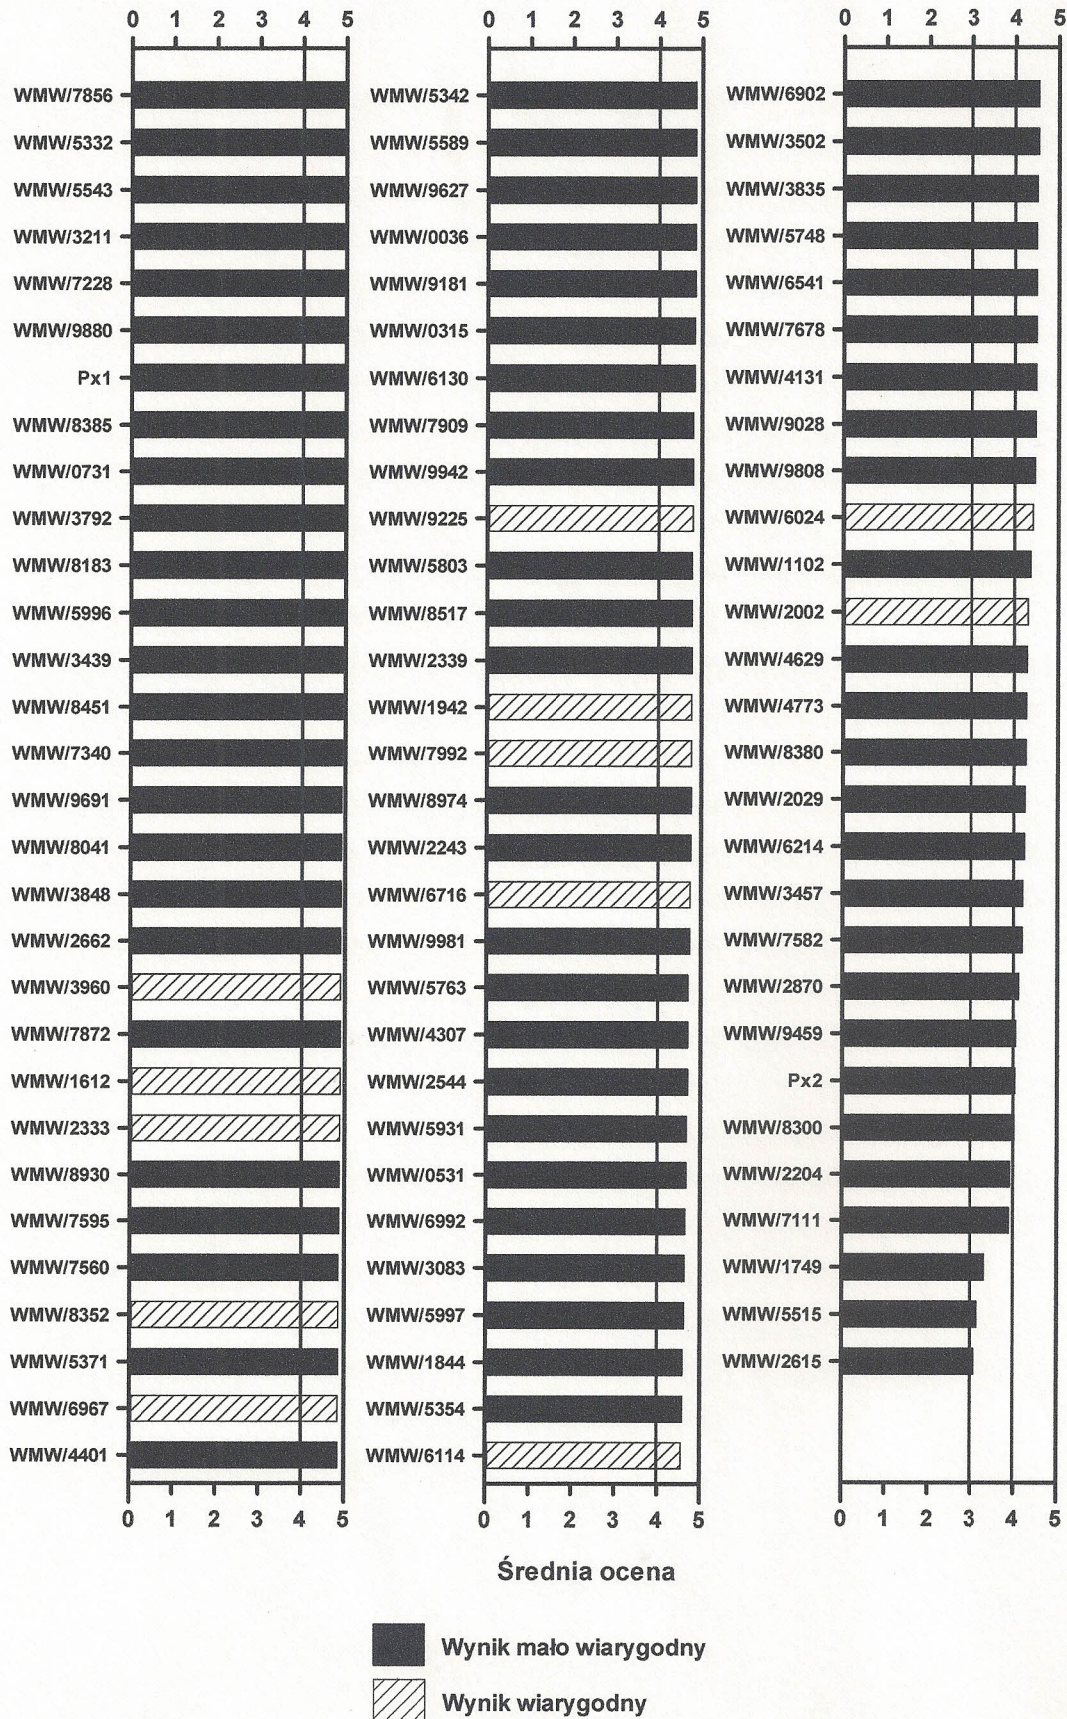 0 1 2 3 4 5
WMW/7856
WMW/5332
WMW/5543
WMW/3211
WMW/7228
WMW/9880
Px1
WMW/8385
WMW/0731
WMW/3792
WMW/8183
WMW/5996
WMW/3439
WMW/8451
WMW/7340
WMW/9691
WMW/8041
WMW/3848
WMW/2662
WMW/3960
WMW/7872
WMW/1612
WMW/2333
WMW/8930
WMW/7595
WMW/7560
WMW/8352
WMW/5371
WMW/6967
WMW/4401
0 1 2 3 4 5
0 1 2 3 4 5
WMW/5342
WMW/5589
WMW/9627
WMW/0036
WMW/9181
WMW/0315
WMW/6130
WMW/7909
WMW/9942
WMW/9225
WMW/5803
WMW/8517
WMW/2339
WMW/1942
WMW/7992
WMW/8974
WMW/2243
WMW/6716
WMW/9981
WMW/5763
WMW/4307
WMW/2544
WMW/5931
WMW/0531
WMW/6992
WMW/3083
WMW/5997
WMW/1844
WMW/5354
WMW/6114
0 1 2 3 4 5
0 1 2 3 4 5
WMW/6902
WMW/3502
WMW/3835
WMW/5748
WMW/6541
WMW/7678
WMW/4131
WMW/9028
WMW/9808
WMW/6024
WMW/1102
WMW/2002
WMW/4629
WMW/4773
WMW/8380
WMW/2029
WMW/6214
WMW/3457
WMW/7582
WMW/2870
WMW/9459
Px2
WMW/8300
WMW/2204
WMW/7111
WMW/1749
WMW/5515
WMW/2615
0 1 2 3 4 5
Średnia ocena
Wynik mało wiarygodny
Wynik wiarygodny